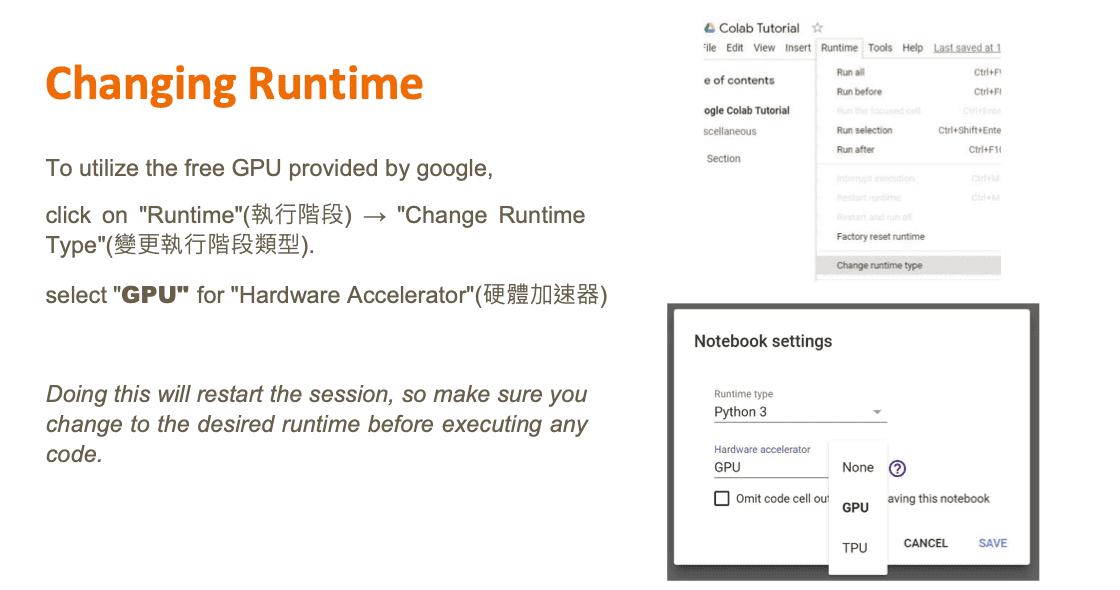 Changing Runtime
To utilize the free GPU provided by google,
click on "Runtime"(執行階段) → "Change Runtime
Type"(變更執行階段類型).
select "GPU" for "Hardware Accelerator"(硬體加速器)
Doing this will restart the session, so make sure you
change to the desired runtime before executing any
code.
Colab Tutorial
File Edit View Insert Runtime Tools Help Last saved at 1
e of contents
ogle Colab Tutorial
scellaneous
Section
Run all Ctrl+F
Run before Ctrl+F
Run the focused cell Ctrl+Ente
Run selection Ctrl+Shift+Ente
Run after Ctrl+F1
Interrupt execution Ctrl+M
Restart runtime Ctrl+M
Restart and run all
Factory reset runtime
Change runtime type
Notebook settings
Runtime type
Python 3
Hardware accelerator
GPU
None
GPU
TPU
Omit code cell out aving this notebook
CANCEL SAVE